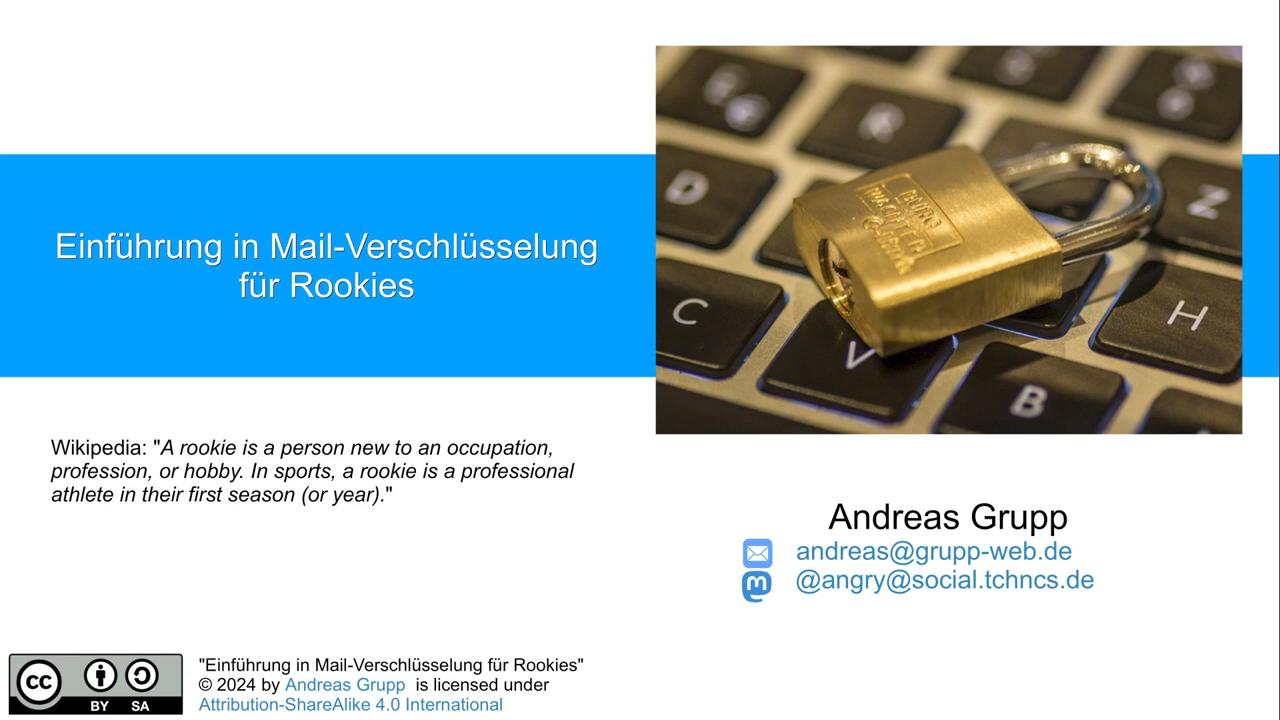 Einführung in Mail-Verschlüsselung
für Rookies
D
Z
C
V
B
H
Wikipedia: "A rookie is a person new to an occupation,
profession, or hobby. In sports, a rookie is a professional
athlete in their first season (or year)."
Andreas Grupp
andreas@grupp-web.de
@angry@social.tchncs.de
cc
BY SA
"Einführung in Mail-Verschlüsselung für Rookies"
© 2024 by Andreas Grupp is licensed under
Attribution-ShareAlike 4.0 International